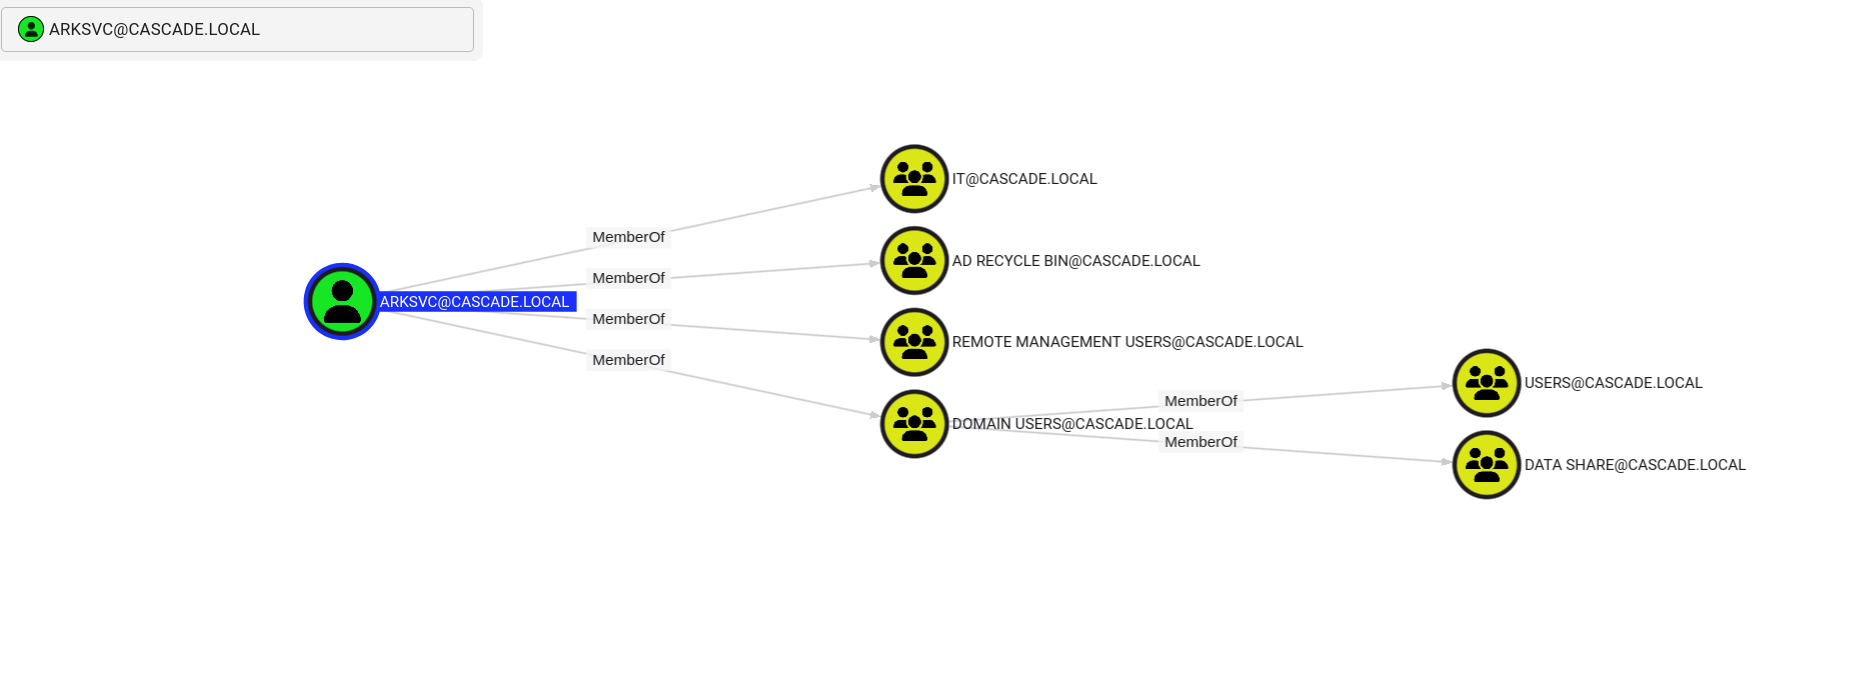 ARKSVC@CASCADE.LOCAL
IT@CASCADE.LOCAL
MemberOf
AD RECYCLE BIN@CASCADE.LOCAL
MemberOf
ARKSVC@CASCADE.LOCAL
MemberOf
REMOTE MANAGEMENT USERS@CASCADE.LOCAL
MemberOf
USERS@CASCADE.LOCAL
MemberOf
DOMAIN USERS@CASCADE.LOCAL
MemberOf
DATA SHARE@CASCADE.LOCAL